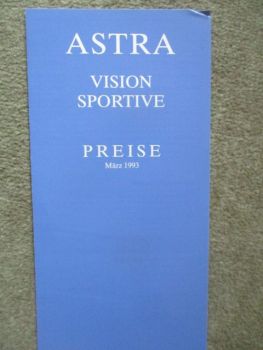 ASTRA
VISION
SPORTIVE
PREISE
März 1993